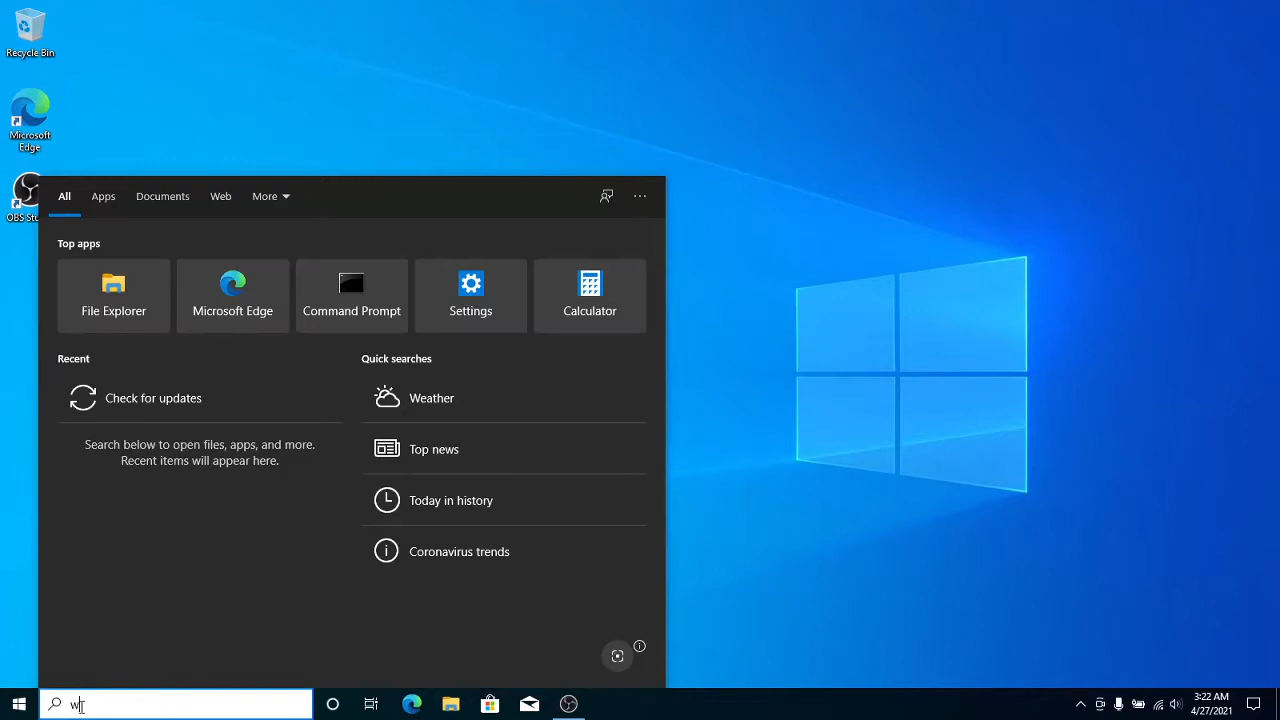 Recycle Bin
Microsoft
Edge
OBS Stu
All Apps Documents Web More
Top apps
File Explorer
Microsoft Edge
Command Prompt
Settings
Calculator
Recent
Check for updates
Search below to open files, apps, and more.
Recent items will appear here.
Quick searches
Weather
Top news
Today in history
Coronavirus trends
w
3:22 AM
4/27/2021